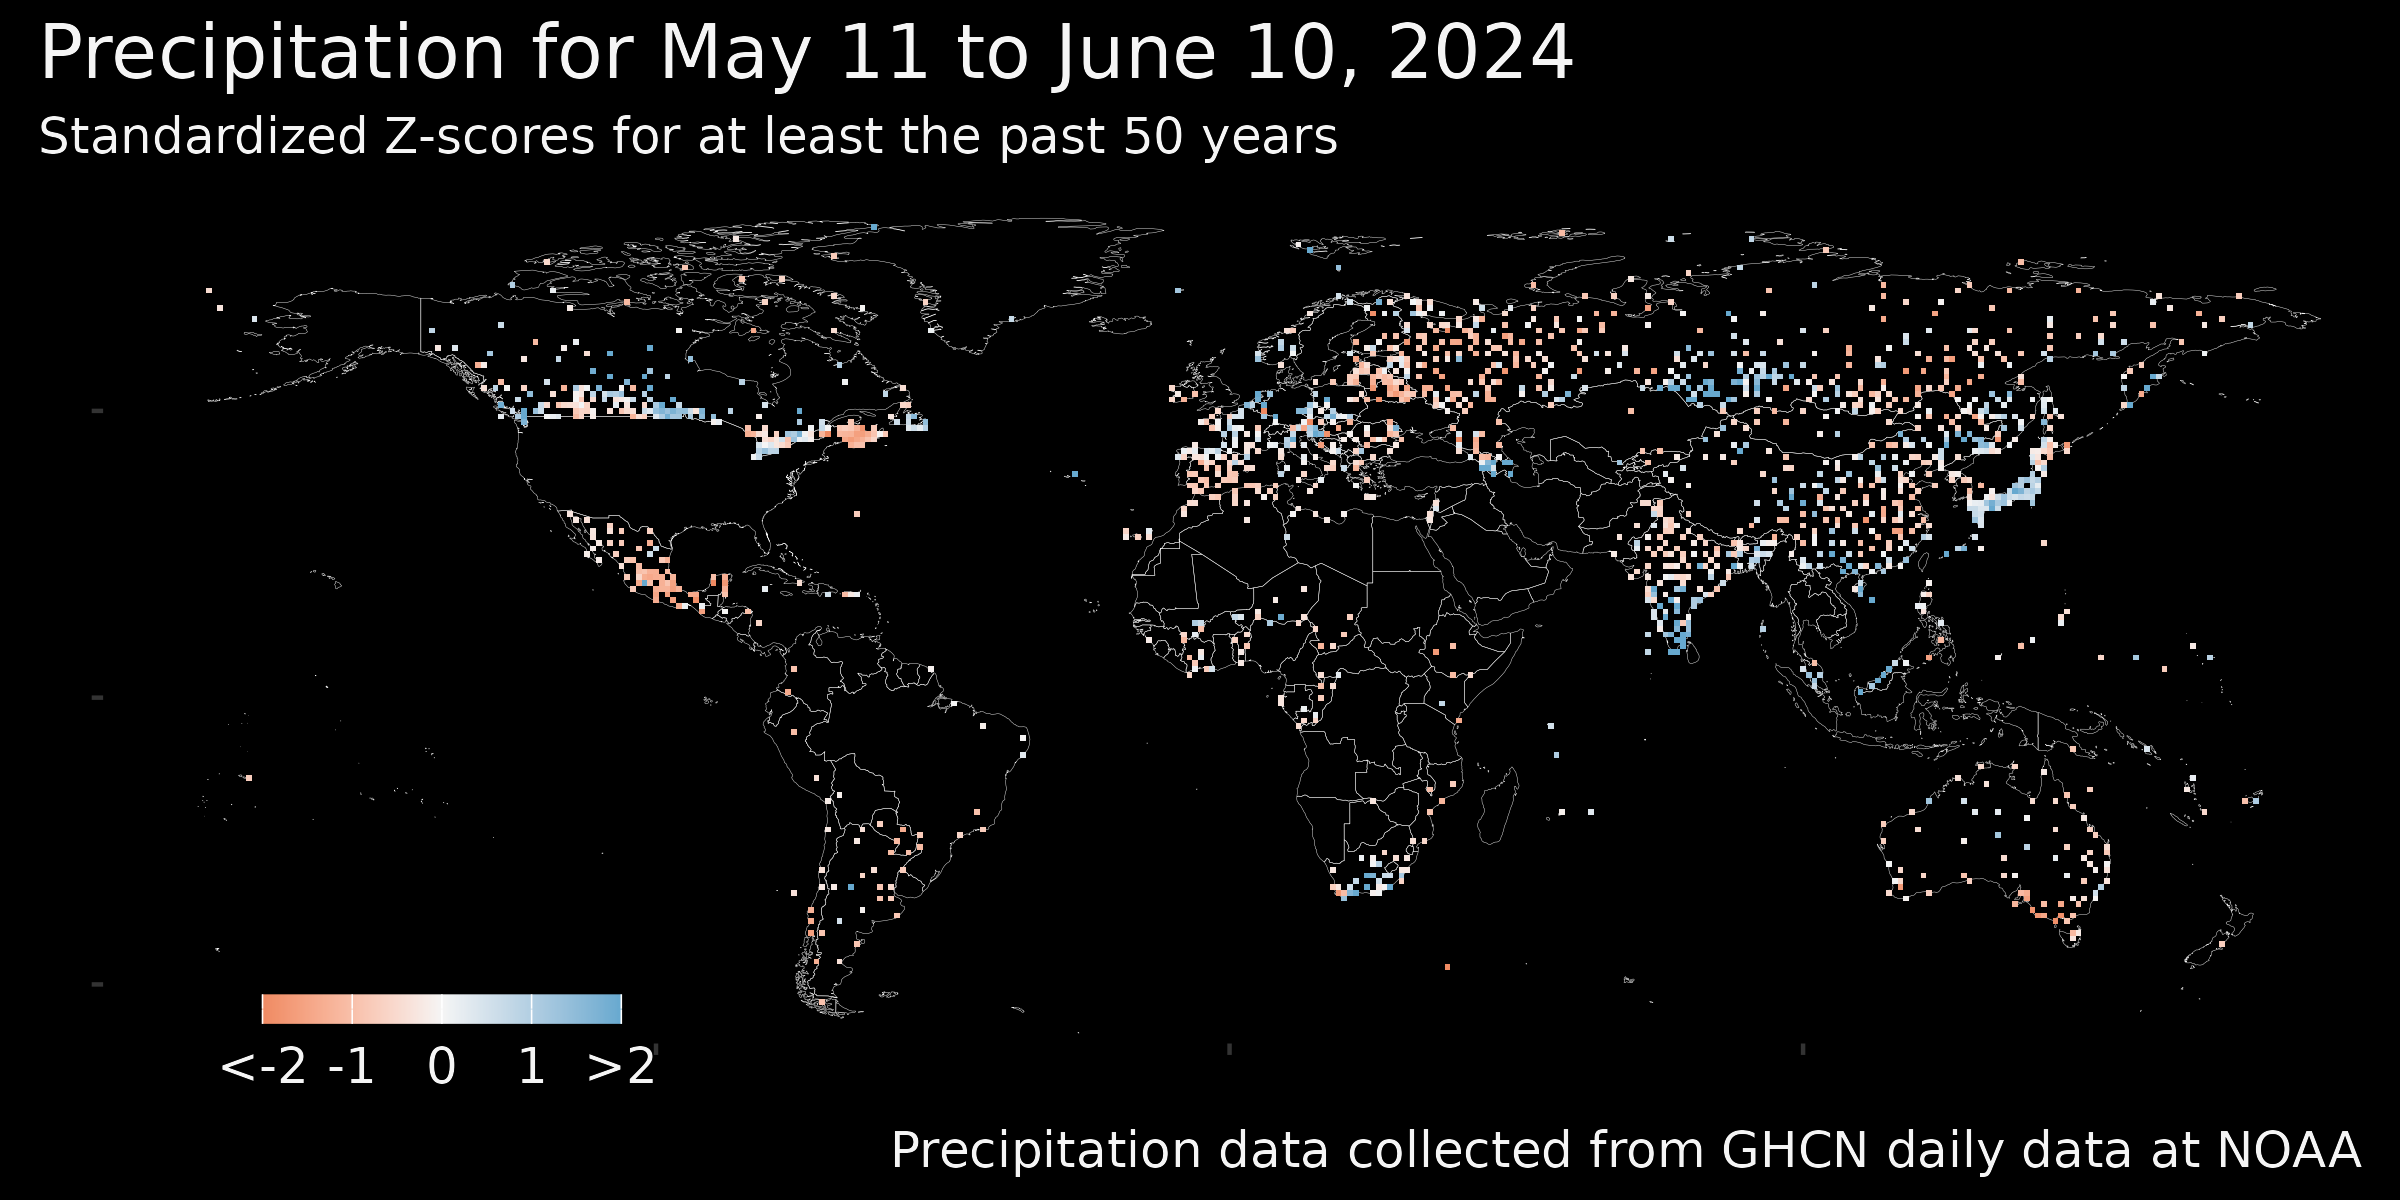 Precipitation for May 11 to June 10, 2024
Standardized Z-scores for at least the past 50 years
<-2 -1 0 1 >2
Precipitation data collected from GHCN daily data at NOAA